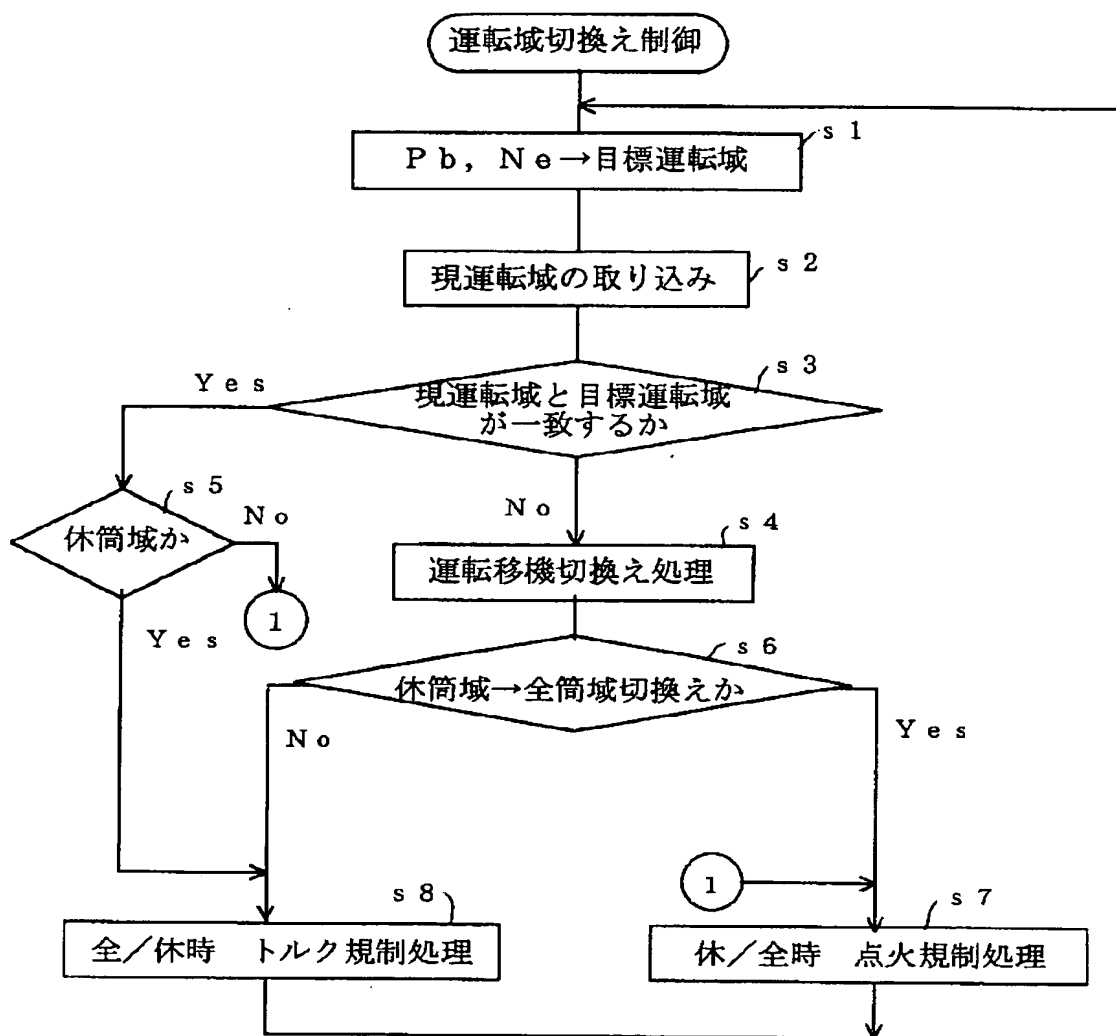 運転域切換え制御
s 1
Pb, Ne→目標運転域
s 2
現運転域の取り込み
s 3
Yes
現運転域と目標運転域
が一致するか
s 5
休筒域か
No
No
s 4
運転移機切換え処理
1
Yes
s 6
休筒域→全筒域切換えか
No
Yes
1
s 8
s 7
全/休時 トルク規制処理
休/全時 点火規制処理